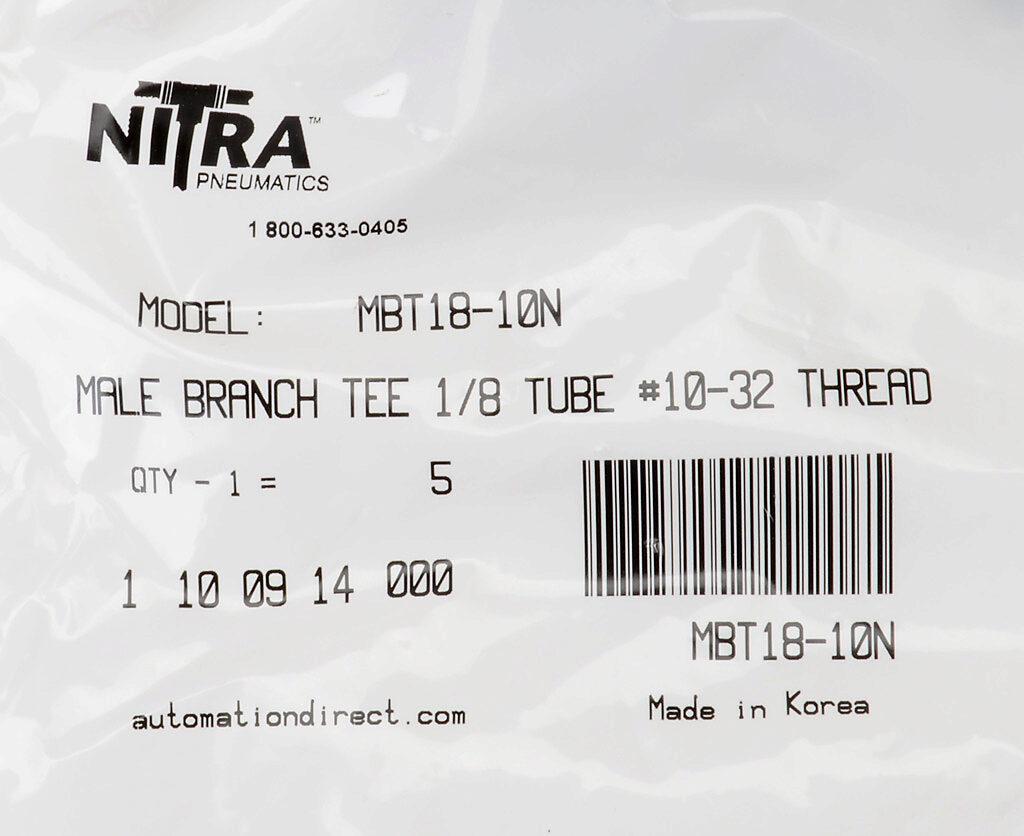 NITRA™
PNEUMATICS
1 800-633-0405
MODEL: MBT18-10N
MALE BRANCH TEE 1/8 TUBE #10-32 THREAD
QTY - 1 = 5
1 10 09 14 000
MBT18-10N
automationdirect.com
Made in Korea